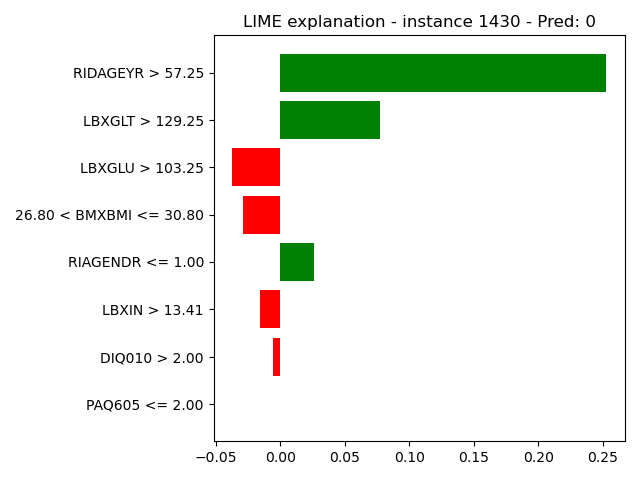 LIME explanation - instance 1430 - Pred: 0
RIDAGEYR > 57.25
LBXGLT > 129.25
LBXGLU > 103.25
26.80 < BMXBMI <= 30.80
RIAGENDR <= 1.00
LBXIN > 13.41
DIQ010 > 2.00
PAQ605 <= 2.00
−0.05 0.00 0.05 0.10 0.15 0.20 0.25